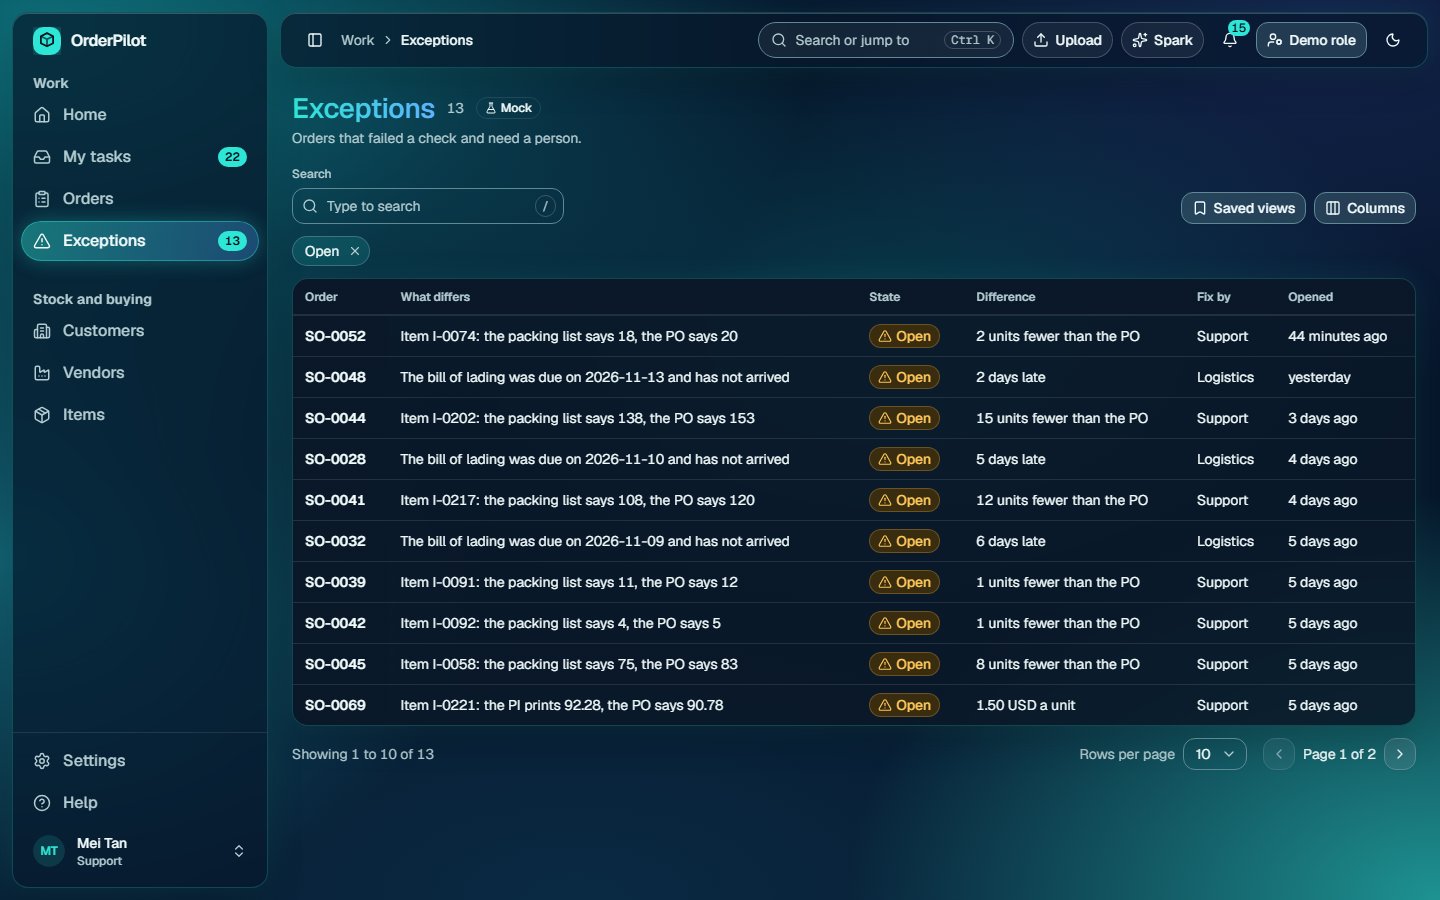 OrderPilot
Work
Home
My tasks 22
Orders
Exceptions 13
Stock and buying
Customers
Vendors
Items
Settings
Help
MT Mei Tan
Support
Work > Exceptions
Search or jump to Ctrl K
Upload
Spark
15
Demo role
Exceptions 13 Mock
Orders that failed a check and need a person.
Search
Type to search /
Saved views
Columns
Open ×
Order What differs State Difference Fix by Opened
SO-0052 Item I-0074: the packing list says 18, the PO says 20 Open 2 units fewer than the PO Support 44 minutes ago
SO-0048 The bill of lading was due on 2026-11-13 and has not arrived Open 2 days late Logistics yesterday
SO-0044 Item I-0202: the packing list says 138, the PO says 153 Open 15 units fewer than the PO Support 3 days ago
SO-0028 The bill of lading was due on 2026-11-10 and has not arrived Open 5 days late Logistics 4 days ago
SO-0041 Item I-0217: the packing list says 108, the PO says 120 Open 12 units fewer than the PO Support 4 days ago
SO-0032 The bill of lading was due on 2026-11-09 and has not arrived Open 6 days late Logistics 5 days ago
SO-0039 Item I-0091: the packing list says 11, the PO says 12 Open 1 units fewer than the PO Support 5 days ago
SO-0042 Item I-0092: the packing list says 4, the PO says 5 Open 1 units fewer than the PO Support 5 days ago
SO-0045 Item I-0058: the packing list says 75, the PO says 83 Open 8 units fewer than the PO Support 5 days ago
SO-0069 Item I-0221: the PI prints 92.28, the PO says 90.78 Open 1.50 USD a unit Support 5 days ago
Showing 1 to 10 of 13
Rows per page 10
Page 1 of 2